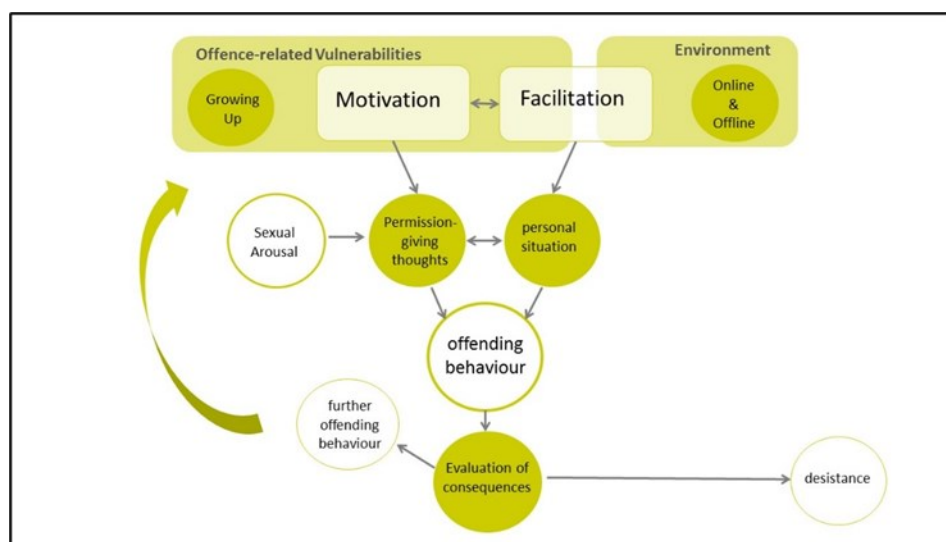 Offence-related Vulnerabilities
Environment
Growing
Up
Motivation
Facilitation
Online
&
Offline
Sexual
Arousal
Permission-
giving
thoughts
personal
situation
offending
behaviour
further
offending
behaviour
Evaluation of
consequences
desistance